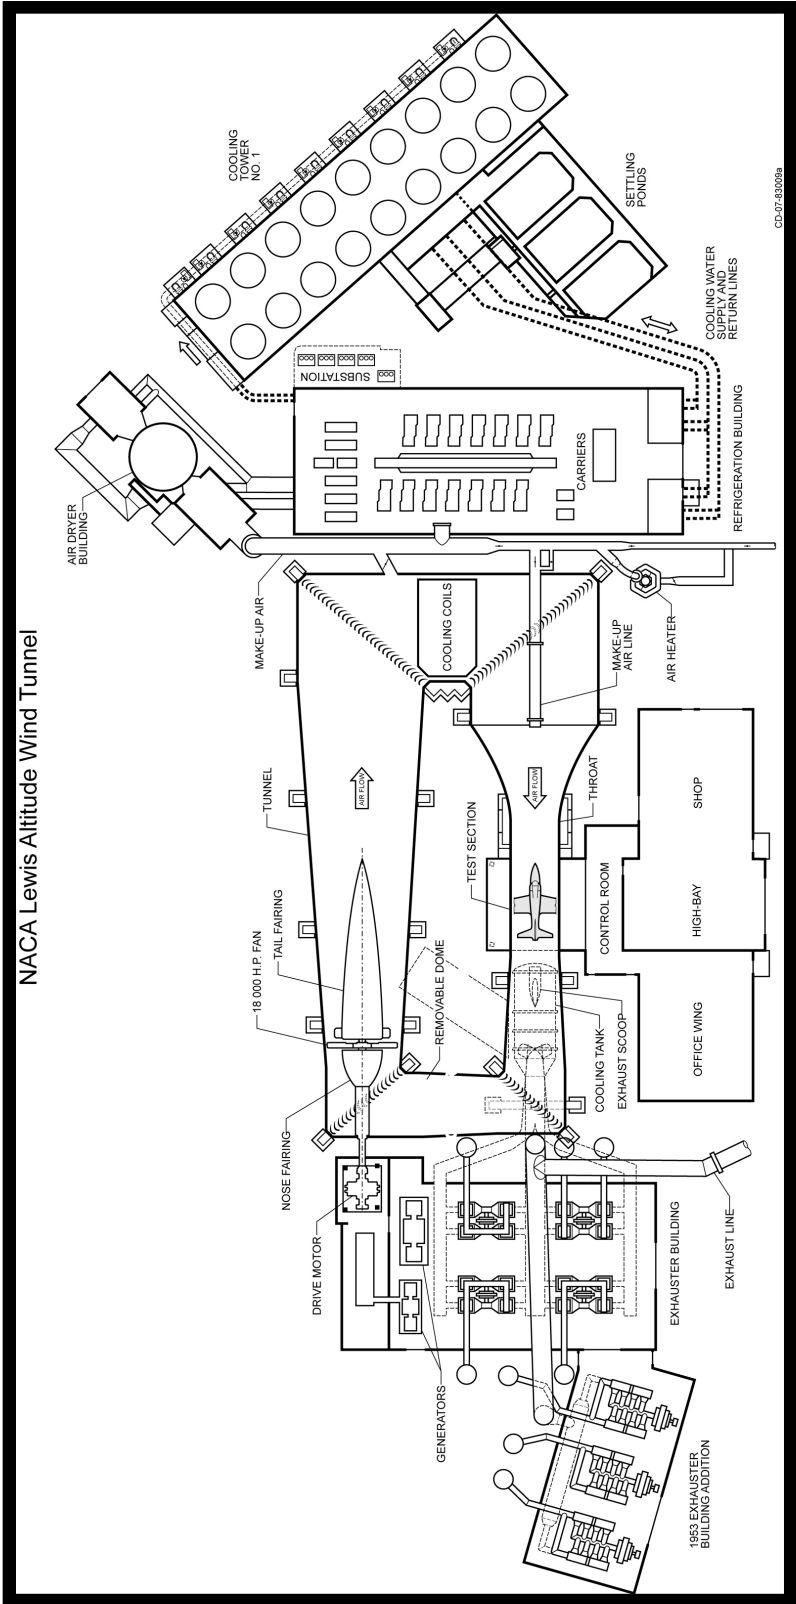 NACA Lewis Altitude Wind Tunnel
COOLING
TOWER
NO. 1
SETTLING
PONDS
CD-07-83009a
COOLING WATER
SUPPLY AND
RETURN LINES
SUBSTATION
AIR DRYER
BUILDING
CARRIERS
REFRIGERATION BUILDING
MAKE-UP AIR
COOLING COILS
MAKE-UP
AIR LINE
AIR HEATER
TUNNEL
AIR FLOW
AIR FLOW
THROAT
SHOP
TEST SECTION
CONTROL ROOM
HIGH-BAY
18 000 H.P. FAN
TAIL FAIRING
REMOVABLE DOME
COOLING TANK
EXHAUST SCOOP
OFFICE WING
NOSE FAIRING
DRIVE MOTOR
EXHAUSTER BUILDING
EXHAUST LINE
GENERATORS
1953 EXHAUSTER
BUILDING ADDITION